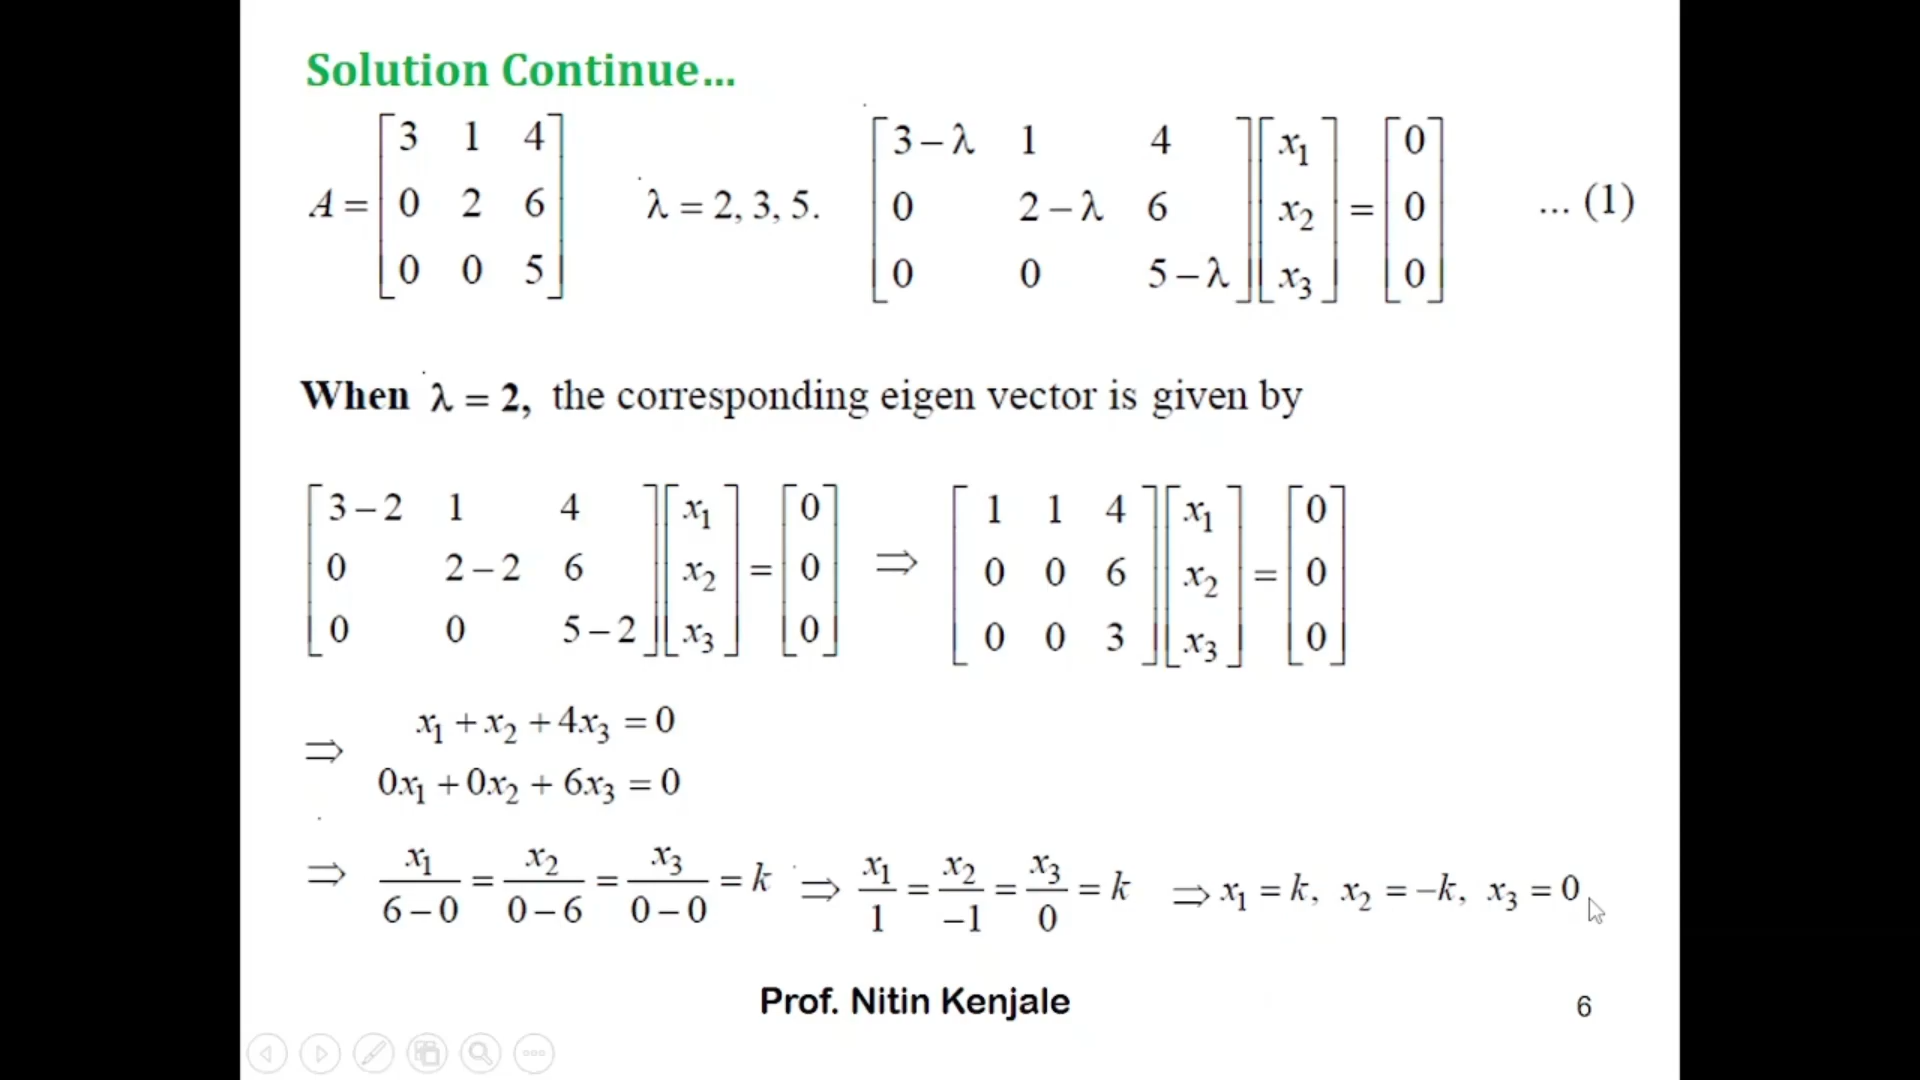 Solution Continue...
A = [3 1 4; 0 2 6; 0 0 5] λ = 2, 3, 5. [3−λ 1 4; 0 2−λ 6; 0 0 5−λ][x₁; x₂; x₃] = [0; 0; 0] ... (1)
When λ = 2, the corresponding eigen vector is given by
[3−2 1 4; 0 2−2 6; 0 0 5−2][x₁; x₂; x₃] = [0; 0; 0] ⇒ [1 1 4; 0 0 6; 0 0 3][x₁; x₂; x₃] = [0; 0; 0]
⇒ x₁ + x₂ + 4x₃ = 0
0x₁ + 0x₂ + 6x₃ = 0
⇒ x₁/(6−0) = x₂/(0−6) = x₃/(0−0) = k ⇒ x₁/1 = x₂/−1 = x₃/0 = k ⇒ x₁ = k, x₂ = −k, x₃ = 0
Prof. Nitin Kenjale
6